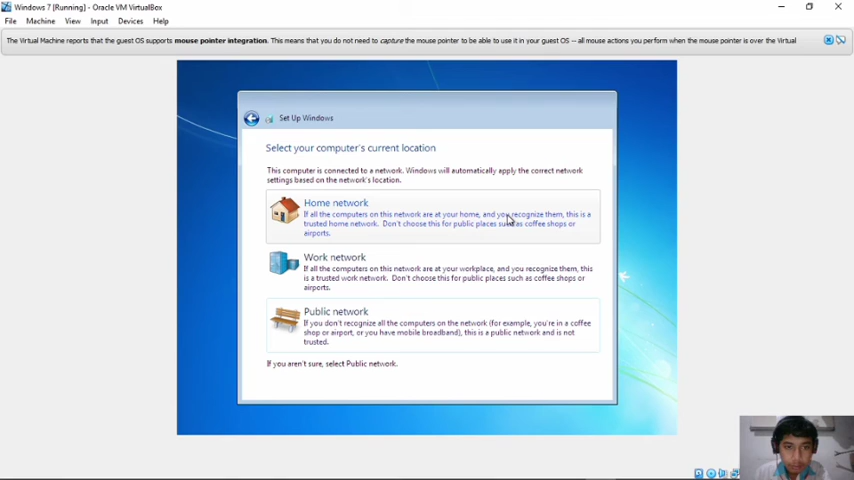 Windows 7 [Running] - Oracle VM VirtualBox
File Machine View Input Devices Help
The Virtual Machine reports that the guest OS supports mouse pointer integration. This means that you do not need to capture the mouse pointer to be able to use it in your guest OS -- all mouse actions you perform when the mouse pointer is over the Virtual
Set Up Windows
Select your computer's current location
This computer is connected to a network. Windows will automatically apply the correct network
settings based on the network's location.
Home network
If all the computers on this network are at your home, and you recognize them, this is a
trusted home network. Don't choose this for public places such as coffee shops or
airports.
Work network
If all the computers on this network are at your workplace, and you recognize them, this
is a trusted work network. Don't choose this for public places such as coffee shops or
airports.
Public network
If you don't recognize all the computers on the network (for example, you're in a coffee
shop or airport, or you have mobile broadband), this is a public network and is not
trusted.
If you aren't sure, select Public network.